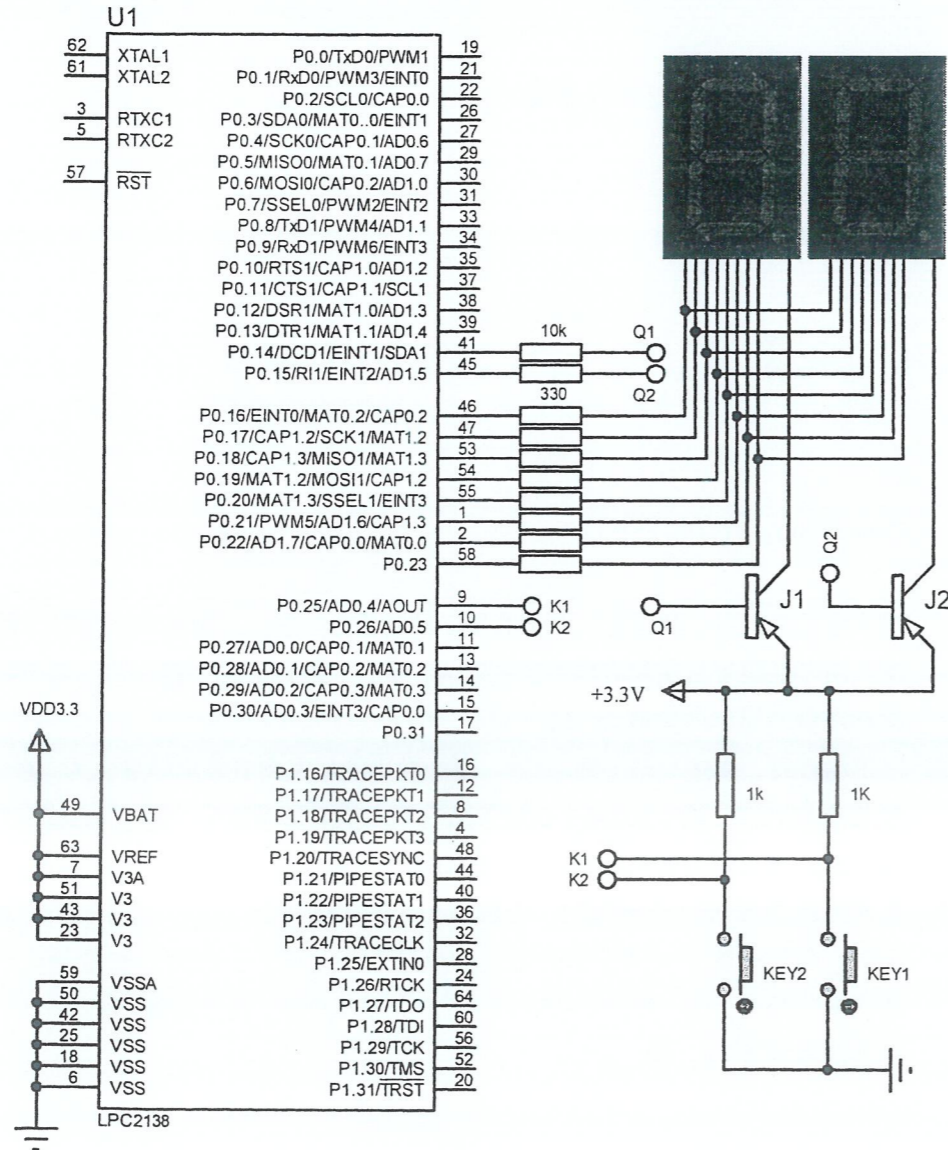 U1
62 XTAL1
61 XTAL2
3 RTXC1
5 RTXC2
57 RST
P0.0/TxD0/PWM1 19
P0.1/RxD0/PWM3/EINT0 21
P0.2/SCL0/CAP0.0 22
P0.3/SDA0/MAT0..0/EINT1 26
P0.4/SCK0/CAP0.1/AD0.6 27
P0.5/MISO0/MAT0.1/AD0.7 29
P0.6/MOSI0/CAP0.2/AD1.0 30
P0.7/SSEL0/PWM2/EINT2 31
P0.8/TxD1/PWM4/AD1.1 33
P0.9/RxD1/PWM6/EINT3 34
P0.10/RTS1/CAP1.0/AD1.2 35
P0.11/CTS1/CAP1.1/SCL1 37
P0.12/DSR1/MAT1.0/AD1.3 38
P0.13/DTR1/MAT1.1/AD1.4 39
P0.14/DCD1/EINT1/SDA1 41
P0.15/RI1/EINT2/AD1.5 45
P0.16/EINT0/MAT0.2/CAP0.2 46
P0.17/CAP1.2/SCK1/MAT1.2 47
P0.18/CAP1.3/MISO1/MAT1.3 53
P0.19/MAT1.2/MOSI1/CAP1.2 54
P0.20/MAT1.3/SSEL1/EINT3 55
P0.21/PWM5/AD1.6/CAP1.3 1
P0.22/AD1.7/CAP0.0/MAT0.0 2
P0.23 58
P0.25/AD0.4/AOUT 9
P0.26/AD0.5 10
P0.27/AD0.0/CAP0.1/MAT0.1 11
P0.28/AD0.1/CAP0.2/MAT0.2 13
P0.29/AD0.2/CAP0.3/MAT0.3 14
P0.30/AD0.3/EINT3/CAP0.0 15
P0.31 17
P1.16/TRACEPKT0 16
P1.17/TRACEPKT1 12
P1.18/TRACEPKT2 8
P1.19/TRACEPKT3 4
P1.20/TRACESYNC 48
P1.21/PIPESTAT0 44
P1.22/PIPESTAT1 40
P1.23/PIPESTAT2 36
P1.24/TRACECLK 32
P1.25/EXTIN0 28
P1.26/RTCK 24
P1.27/TDO 64
P1.28/TDI 60
P1.29/TCK 56
P1.30/TMS 52
P1.31/TRST 20
VDD3.3
49 VBAT
63 VREF
7 V3A
51 V3
43 V3
23 V3
59 VSSA
50 VSS
42 VSS
25 VSS
18 VSS
6 VSS
LPC2138
10k
Q1
Q2
330
K1
K2
Q1
J1
Q2
J2
+3.3V
1k
1K
K1
K2
KEY2
KEY1